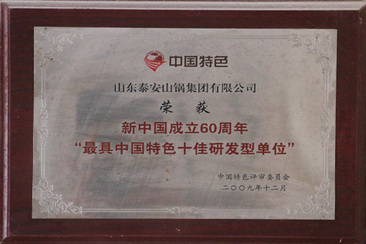 中国特色
山东泰安山锅集团有限公司
荣获
新中国成立60周年
“最具中国特色十佳研发型单位”
中国特色评审委员会
二〇〇九年十二月